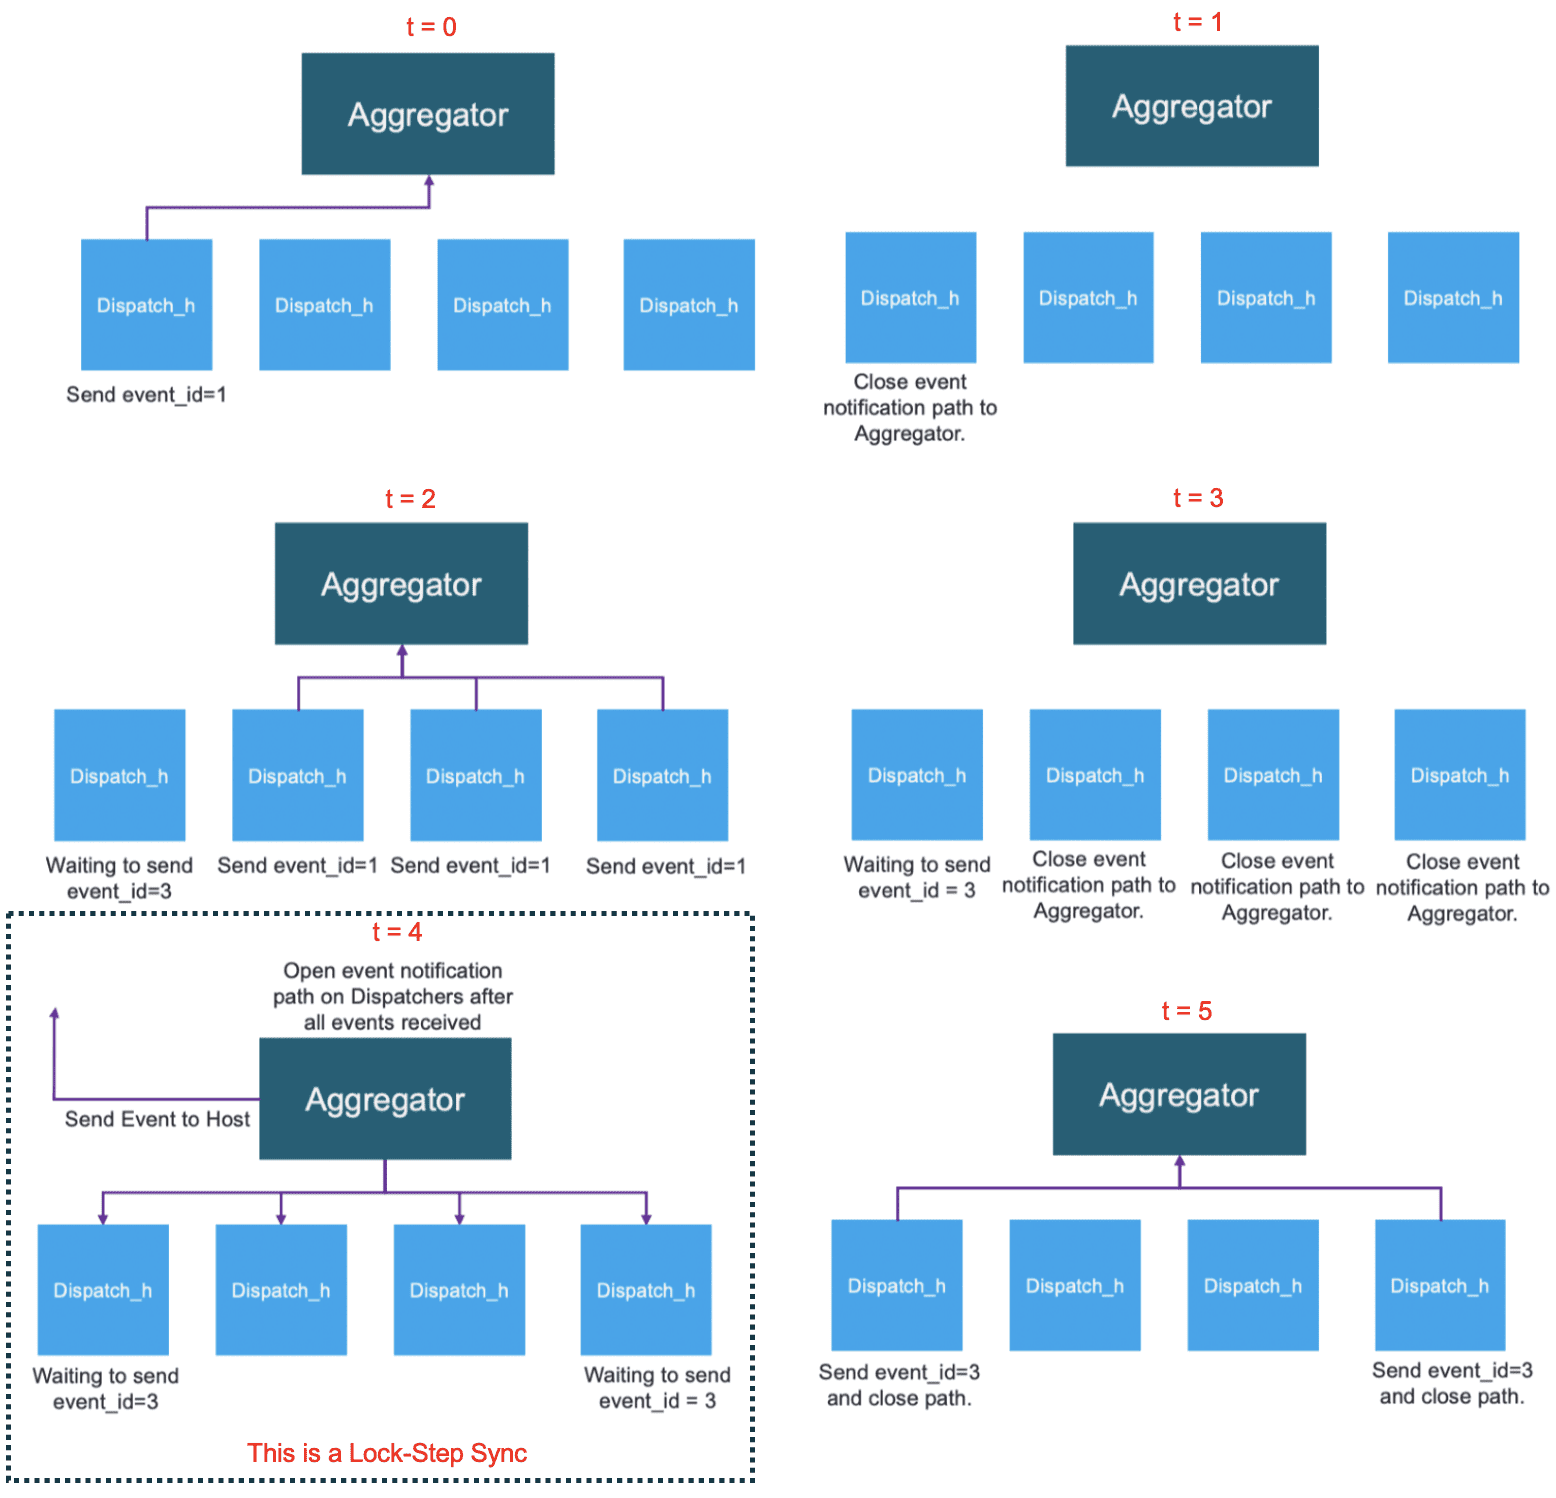 t = 0
Aggregator
Dispatch_h
Dispatch_h
Dispatch_h
Dispatch_h
Send event_id=1
t = 1
Aggregator
Dispatch_h
Dispatch_h
Dispatch_h
Dispatch_h
Close event
notification path to
Aggregator.
t = 2
Aggregator
Dispatch_h
Dispatch_h
Dispatch_h
Dispatch_h
Waiting to send
event_id=3
Send event_id=1
Send event_id=1
Send event_id=1
t = 3
Aggregator
Dispatch_h
Dispatch_h
Dispatch_h
Dispatch_h
Waiting to send
event_id = 3
Close event
notification path to
Aggregator.
Close event
notification path to
Aggregator.
Close event
notification path to
Aggregator.
t = 4
Open event notification
path on Dispatchers after
all events received
Aggregator
Send Event to Host
Dispatch_h
Dispatch_h
Dispatch_h
Dispatch_h
Waiting to send
event_id=3
Waiting to send
event_id = 3
This is a Lock-Step Sync
t = 5
Aggregator
Dispatch_h
Dispatch_h
Dispatch_h
Dispatch_h
Send event_id=3
and close path.
Send event_id=3
and close path.